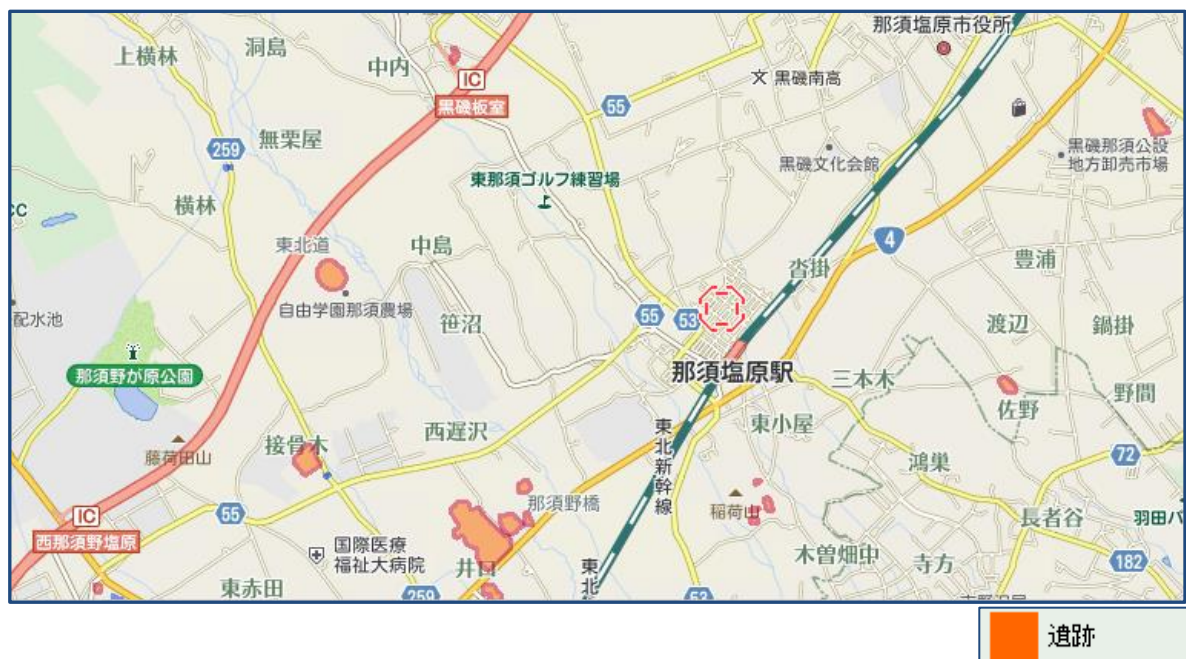 那須塩原市役所
上横林
洞島
中内
IC
黒磯板室
55
文 黒磯南高
259
無栗屋
黒磯文化会館
黒磯那須公設
地方卸売市場
東那須ゴルフ練習場
CC
横林
東北道
中島
4
沓掛
豊浦
自由学園那須農場
配水池
笹沼
55
53
渡辺
鍋掛
那須野が原公園
那須塩原駅
三本木
佐野
野間
西遅沢
東北新幹線
東小屋
接骨木
藤荷田山
鴻巣
72
那須野橋
稲荷山
IC
西那須野塩原
55
長者谷
羽田パ
国際医療
福祉大病院
井口
東北
木曽畑中
寺方
182
東赤田
259
53
遺跡